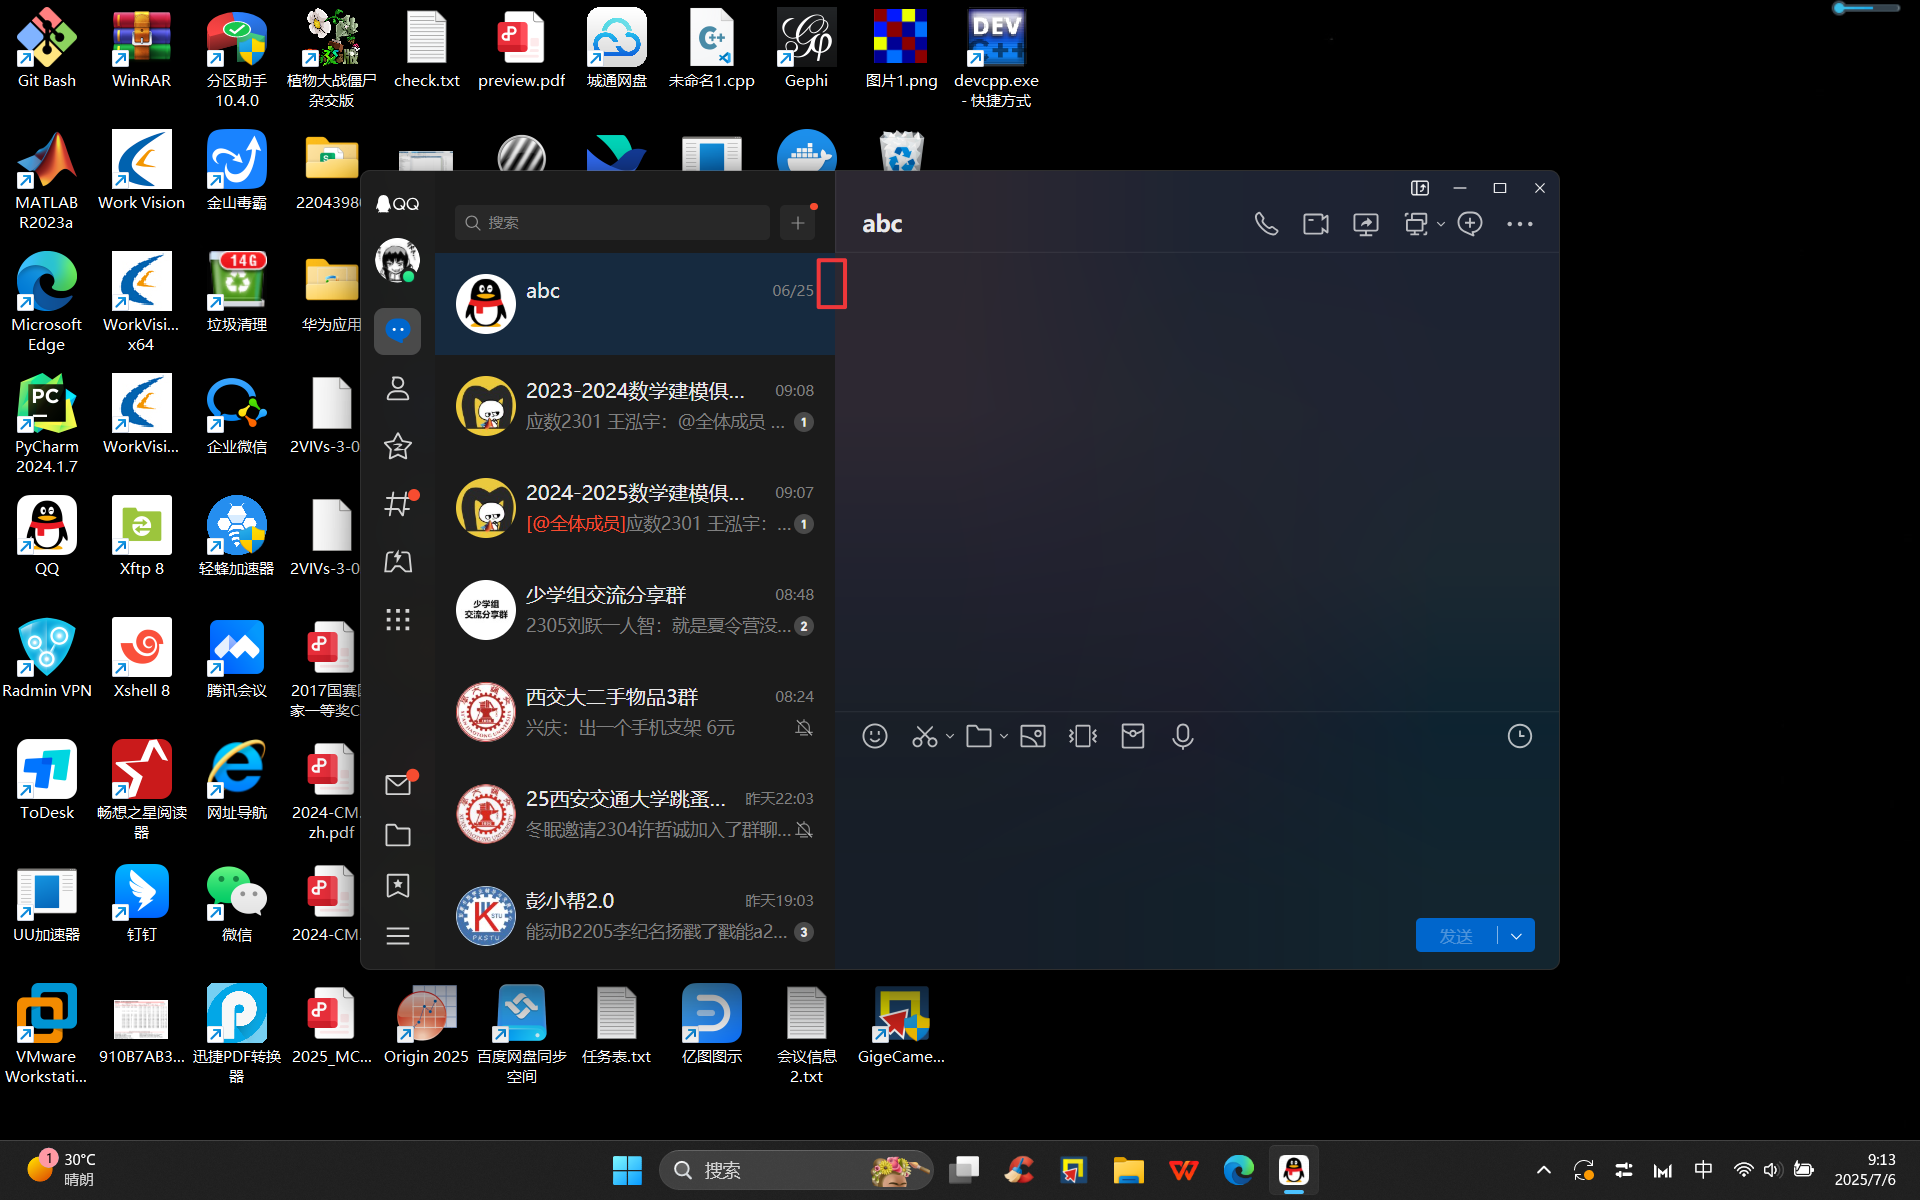 Git Bash
WinRAR
分区助手
10.4.0
植物大战僵尸
杂交版
check.txt
preview.pdf
城通网盘
未命名1.cpp
Gephi
图片1.png
DEV
devcpp.exe
- 快捷方式
MATLAB
R2023a
Work Vision
金山毒霸
2204398
Microsoft
Edge
WorkVisi...
x64
14G
垃圾清理
华为应用
PC
PyCharm
2024.1.7
WorkVisi...
企业微信
2VIVs-3-0
QQ
Xftp 8
轻蜂加速器
2VIVs-3-0
Radmin VPN
Xshell 8
腾讯会议
2017国赛
家一等奖C
ToDesk
畅想之星阅读
器
网址导航
2024-CM
zh.pdf
UU加速器
钉钉
微信
2024-CM
VMware
Workstati...
910B7AB3...
迅捷PDF转换
器
2025_MC...
Origin 2025
百度网盘同步
空间
任务表.txt
亿图图示
会议信息
2.txt
GigeCame...
QQ
搜索
abc
06/25
2023-2024数学建模俱...
09:08
应数2301 王泓宇：@全体成员 ...
1
2024-2025数学建模俱...
09:07
[@全体成员]应数2301 王泓宇： ...
1
少学组
交流分享群
少学组交流分享群
08:48
2305刘跃一人智：就是夏令营没...
2
西交大二手物品3群
08:24
兴庆：出一个手机支架 6元
25西安交通大学跳蚤...
昨天22:03
冬眠邀请2304许哲诚加入了群聊...
K
STU
PKSTU
彭小帮2.0
昨天19:03
能动B2205李纪名扬戳了戳能a2...
3
abc
发送
1
30°C
晴朗
搜索
中
9:13
2025/7/6